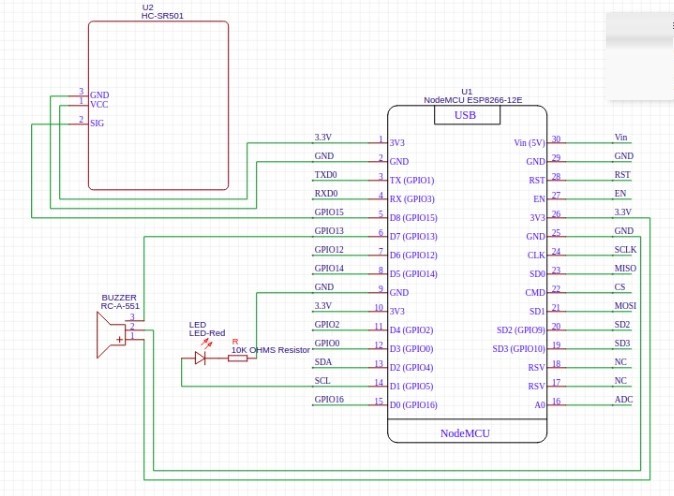 U2
HC-SR501
3 GND
1 VCC
2 SIG
U1
NodeMCU ESP8266-12E
USB
3.3V 1 3V3 Vin (5V) 30 Vin
GND 2 GND GND 29 GND
TXD0 3 TX (GPIO1) RST 28 RST
RXD0 4 RX (GPIO3) EN 27 EN
GPIO15 5 D8 (GPIO15) 3V3 26 3.3V
GPIO13 6 D7 (GPIO13) GND 25 GND
GPIO12 7 D6 (GPIO12) CLK 24 SCLK
GPIO14 8 D5 (GPIO14) SD0 23 MISO
GND 9 GND CMD 22 CS
3.3V 10 3V3 SD1 21 MOSI
GPIO2 11 D4 (GPIO2) SD2 (GPIO9) 20 SD2
GPIO0 12 D3 (GPIO0) SD3 (GPIO10) 19 SD3
SDA 13 D2 (GPIO4) RSV 18 NC
SCL 14 D1 (GPIO5) RSV 17 NC
GPIO16 15 D0 (GPIO16) A0 16 ADC
NodeMCU
BUZZER
RC-A-551
3
2
1
+
LED
LED-Red
R
10K OHMS Resistor